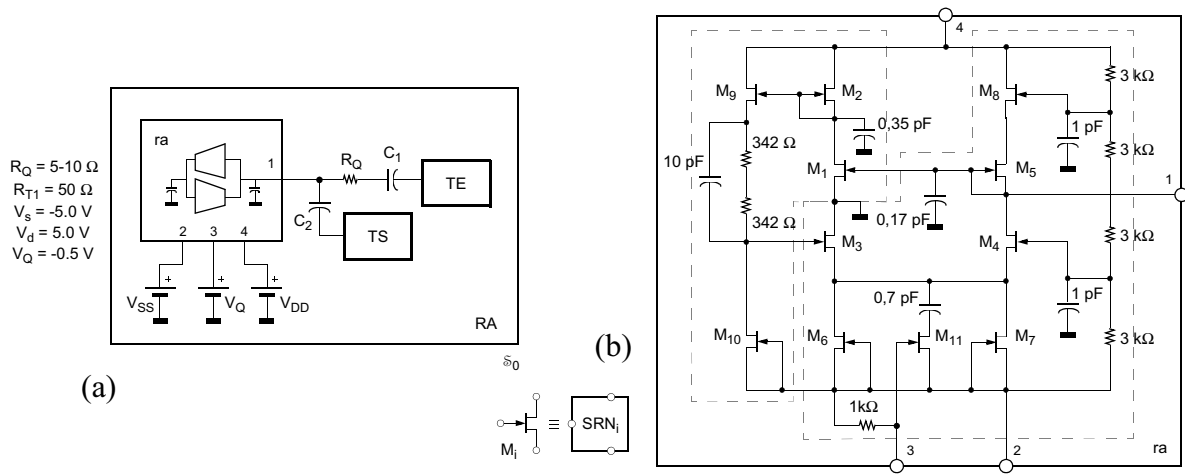 R_Q = 5-10 Ω
R_T1 = 50 Ω
V_s = -5.0 V
V_d = 5.0 V
V_Q = -0.5 V
ra
1
2 3 4
R_Q
C_1
TE
C_2
TS
+
+
+
V_SS
V_Q
V_DD
RA
𝕊_0
(a)
M_i
≡
SRN_i
(b)
4
M_9
M_2
M_8
3 kΩ
0,35 pF
1 pF
342 Ω
10 pF
3 kΩ
M_1
M_5
1
342 Ω
0,17 pF
M_3
M_4
3 kΩ
0,7 pF
1 pF
M_10
M_6
M_11
M_7
3 kΩ
1kΩ
3
2
ra